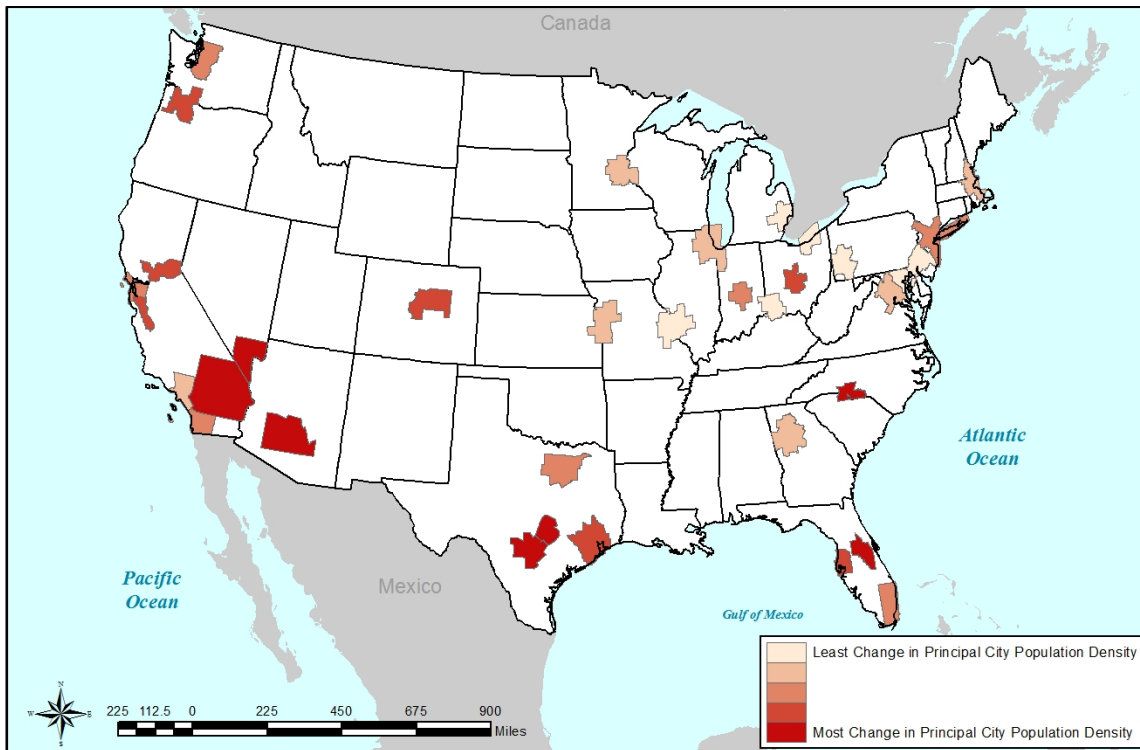 Canada
Atlantic
Ocean
Pacific
Ocean
Mexico
Gulf of Mexico
Least Change in Principal City Population Density
Most Change in Principal City Population Density
N
W
E
S
225 112.5 0 225 450 675 900
Miles